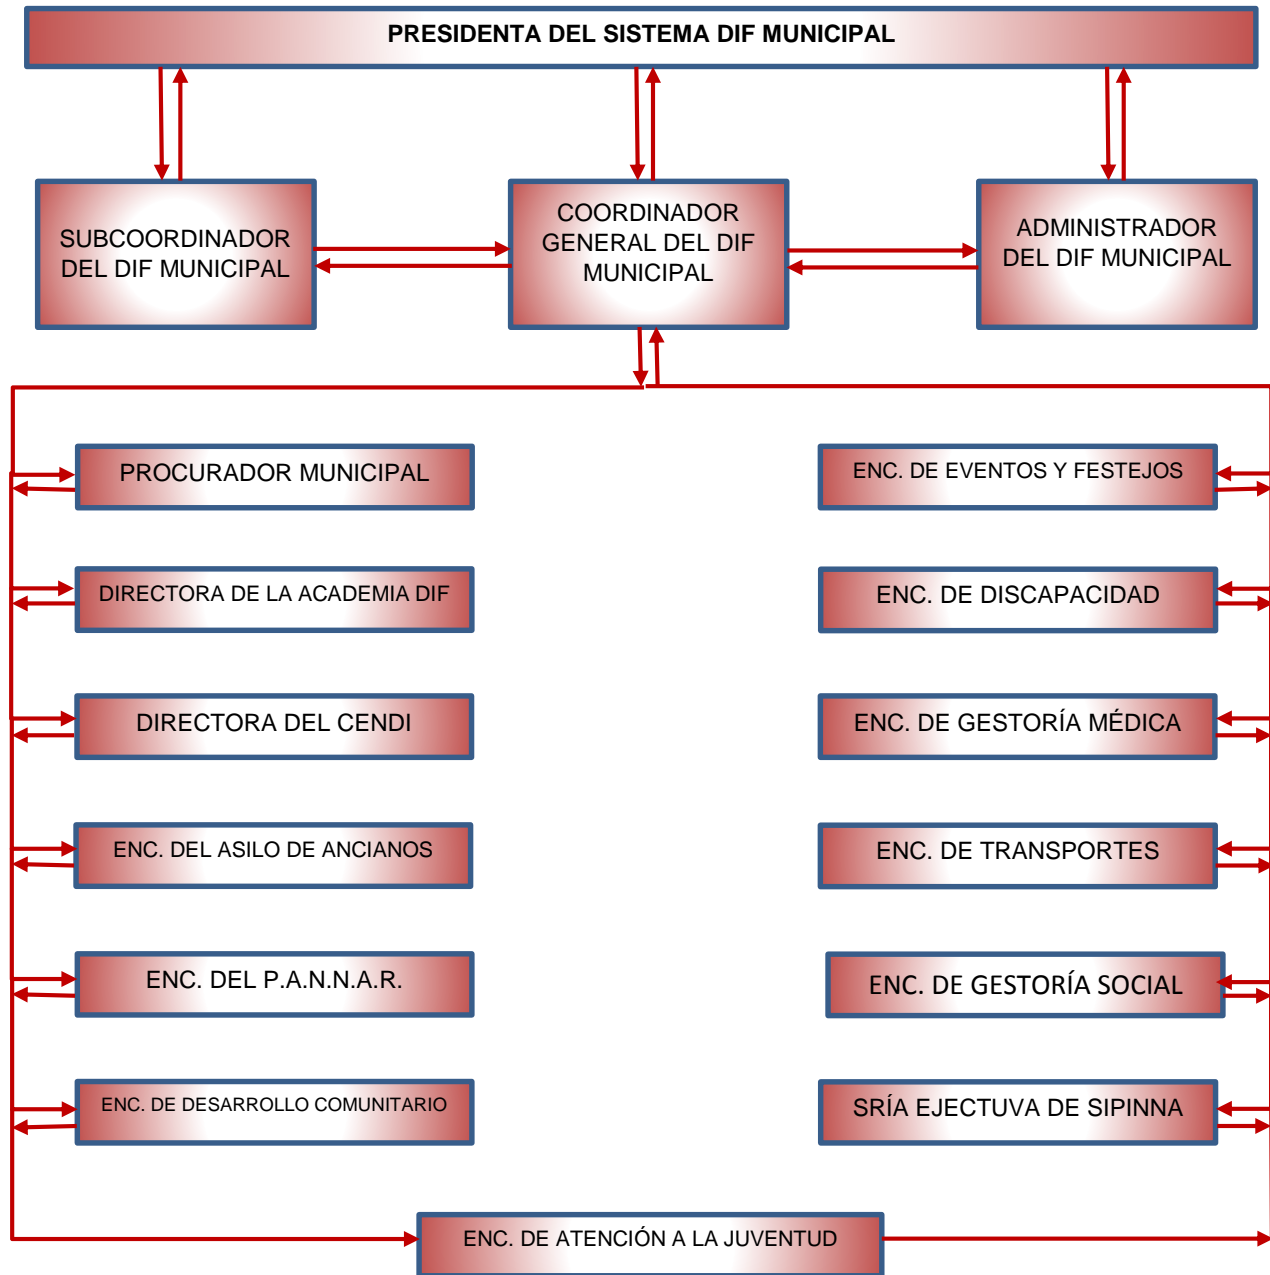 PRESIDENTA DEL SISTEMA DIF MUNICIPAL
SUBCOORDINADOR
DEL DIF MUNICIPAL
COORDINADOR
GENERAL DEL DIF
MUNICIPAL
ADMINISTRADOR
DEL DIF MUNICIPAL
PROCURADOR MUNICIPAL
ENC. DE EVENTOS Y FESTEJOS
DIRECTORA DE LA ACADEMIA DIF
ENC. DE DISCAPACIDAD
DIRECTORA DEL CENDI
ENC. DE GESTORÍA MÉDICA
ENC. DEL ASILO DE ANCIANOS
ENC. DE TRANSPORTES
ENC. DEL P.A.N.N.A.R.
ENC. DE GESTORÍA SOCIAL
ENC. DE DESARROLLO COMUNITARIO
SRÍA EJECTUVA DE SIPINNA
ENC. DE ATENCIÓN A LA JUVENTUD